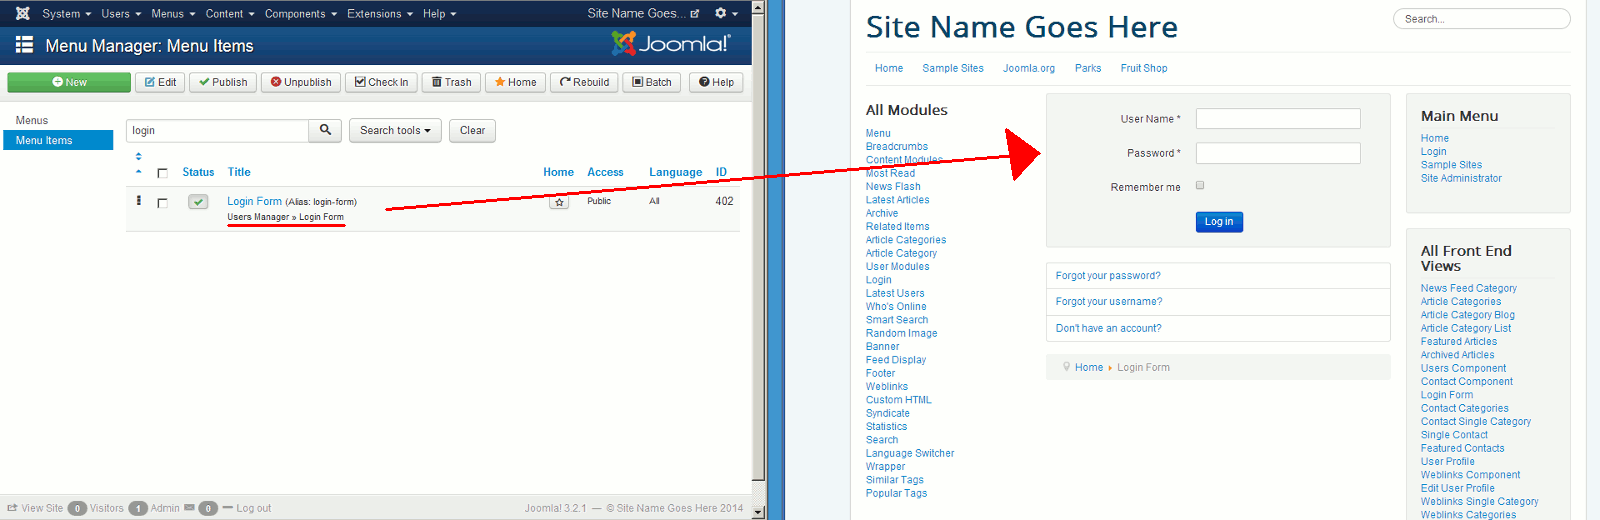 System Users Menus Content Components Extensions Help Site Name Goes...
Menu Manager: Menu Items Joomla!
New Edit Publish Unpublish Check In Trash Home Rebuild Batch Help
Menus
Menu Items
login Search tools Clear
Status Title Home Access Language ID
Login Form (Alias: login-form) Public All 402
Users Manager » Login Form
View Site 0 Visitors 1 Admin 0 Log out Joomla! 3.2.1 — © Site Name Goes Here 2014
Site Name Goes Here
Search...
Home Sample Sites Joomla.org Parks Fruit Shop
All Modules
Menu
Breadcrumbs
Content Modules
Most Read
News Flash
Latest Articles
Archive
Related Items
Article Categories
Article Category
User Modules
Login
Latest Users
Who's Online
Smart Search
Random Image
Banner
Feed Display
Footer
Weblinks
Custom HTML
Syndicate
Statistics
Search
Language Switcher
Wrapper
Similar Tags
Popular Tags
User Name *
Password *
Remember me
Log in
Forgot your password?
Forgot your username?
Don't have an account?
Home Login Form
Main Menu
Home
Login
Sample Sites
Site Administrator
All Front End
Views
News Feed Category
Article Categories
Article Category Blog
Article Category List
Featured Articles
Archived Articles
Users Component
Contact Component
Login Form
Contact Categories
Contact Single Category
Single Contact
Featured Contacts
User Profile
Weblinks Component
Edit User Profile
Weblinks Single Category
Weblinks Categories